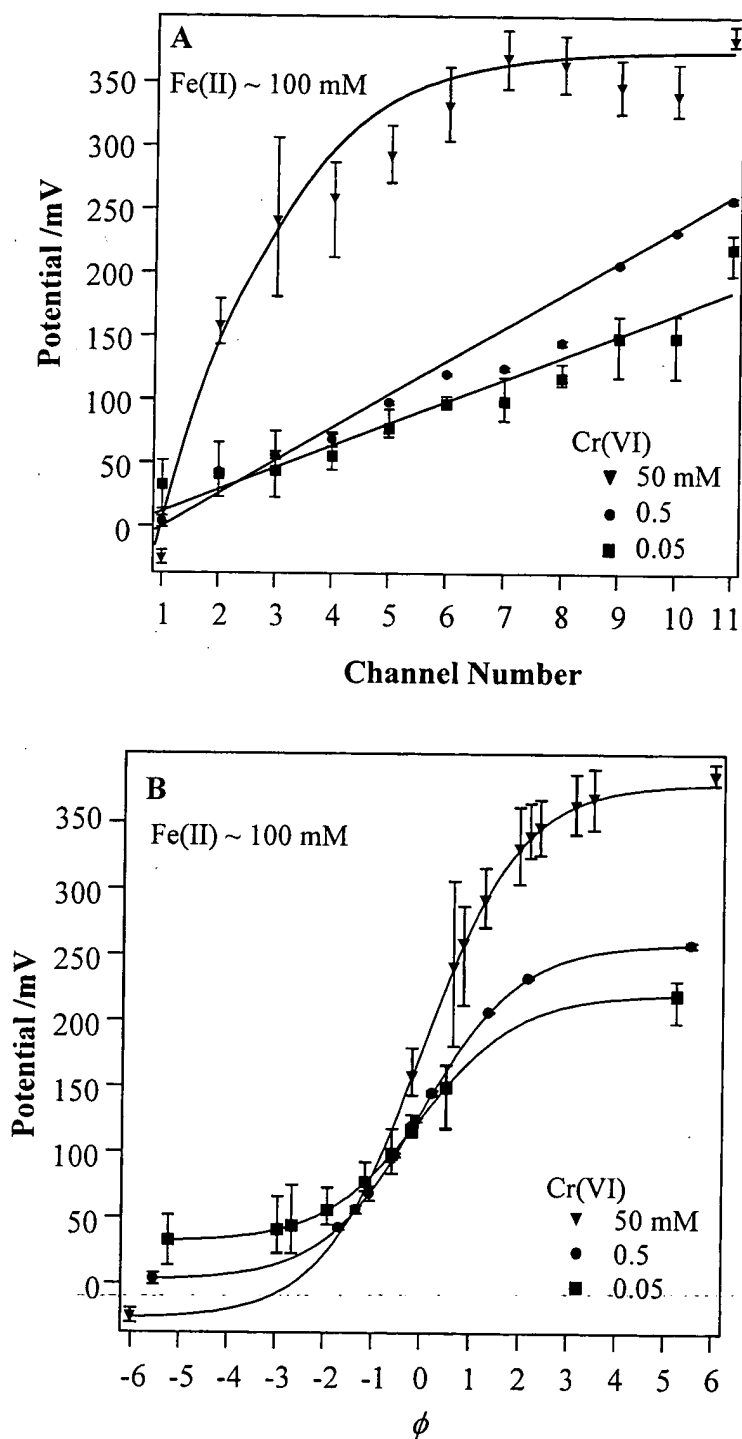 A
Fe(II) ~ 100 mM
350
300
250
200
150
100
50
0
Potential /mV
Cr(VI)
50 mM
0.5
0.05
1 2 3 4 5 6 7 8 9 10 11
Channel Number
B
Fe(II) ~ 100 mM
350
300
250
200
150
100
50
0
Potential /mV
Cr(VI)
50 mM
0.5
0.05
-6 -5 -4 -3 -2 -1 0 1 2 3 4 5 6
ϕ